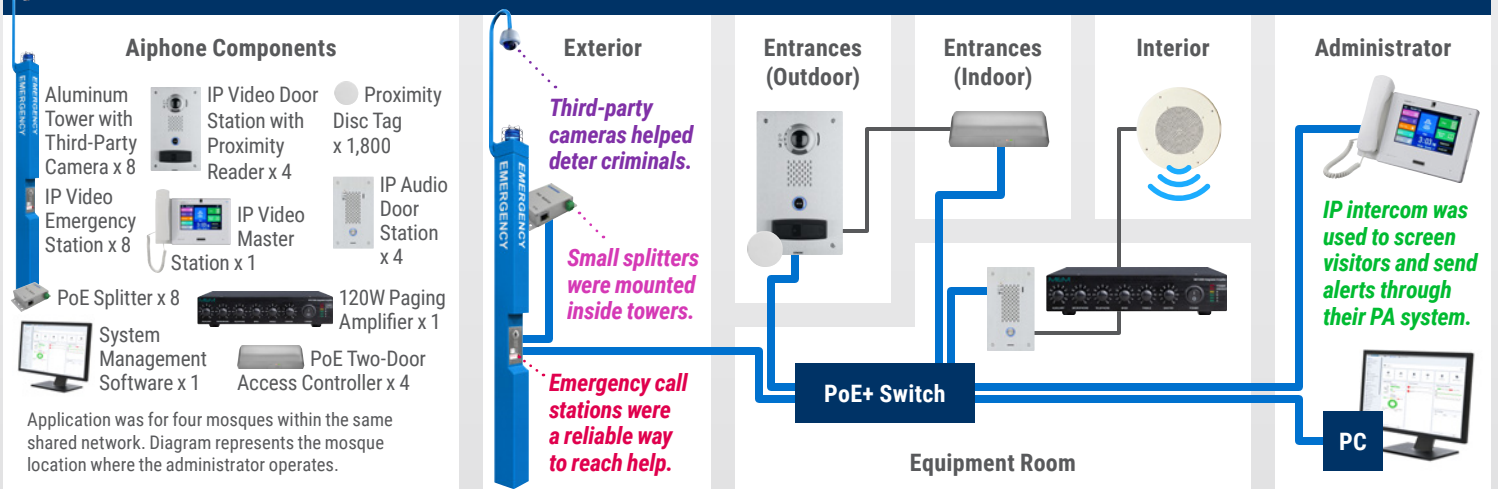 Aiphone Components
EMERGENCY
EMERGENCY
Aluminum
Tower with
Third-Party
Camera x 8
IP Video
Emergency
Station x 8
IP Video Door
Station with
Proximity
Reader x 4
Proximity
Disc Tag
x 1,800
IP Video
Master
Station x 1
IP Audio
Door
Station
x 4
PoE Splitter x 8
120W Paging
Amplifier x 1
System
Management
Software x 1
PoE Two-Door
Access Controller x 4
Application was for four mosques within the same
shared network. Diagram represents the mosque
location where the administrator operates.
Exterior
EMERGENCY
EMERGENCY
Third-party
cameras helped
deter criminals.
Small splitters
were mounted
inside towers.
Emergency call
stations were
a reliable way
to reach help.
Entrances
(Outdoor)
Entrances
(Indoor)
Interior
PoE+ Switch
Equipment Room
Administrator
IP intercom was
used to screen
visitors and send
alerts through
their PA system.
PC